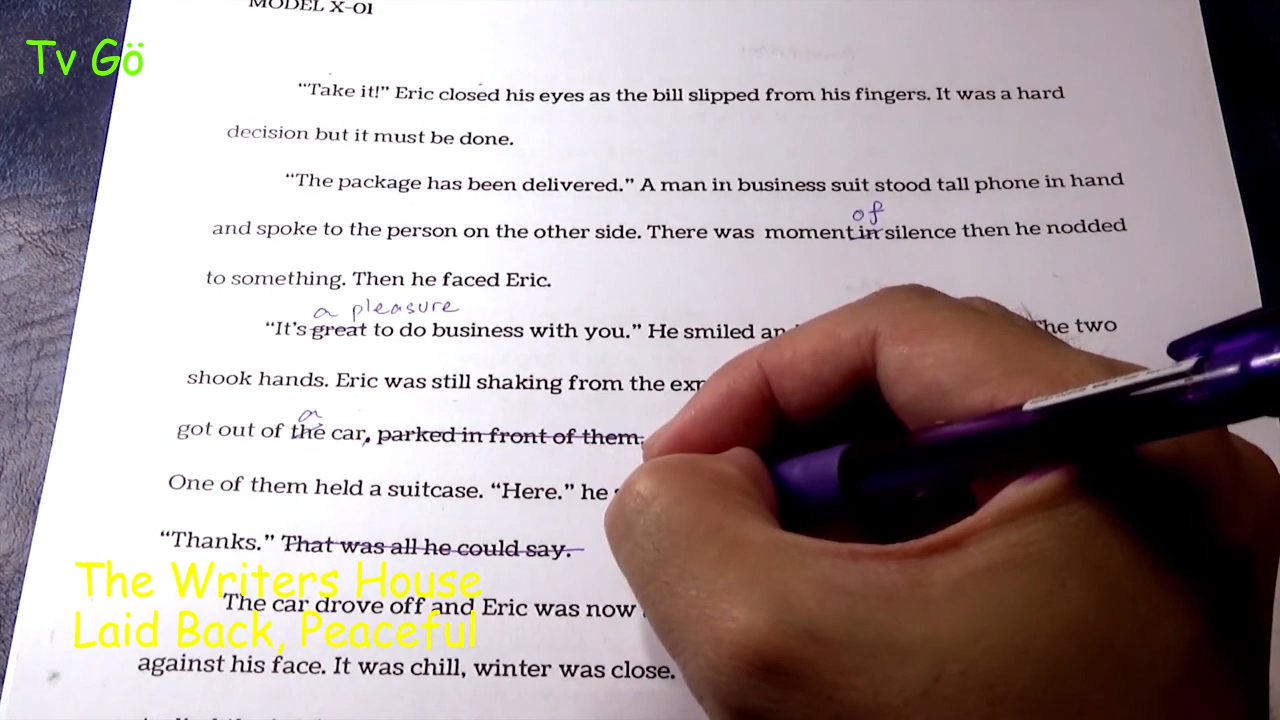 MODEL X-01
Tv Gö
“Take it!” Eric closed his eyes as the bill slipped from his fingers. It was a hard
decision but it must be done.
“The package has been delivered.” A man in business suit stood tall phone in hand
of
and spoke to the person on the other side. There was moment in silence then he nodded
to something. Then he faced Eric.
a pleasure
“It’s great to do business with you.” He smiled The two
shook hands. Eric was still shaking from the
a
got out of the car, parked in front of them.
One of them held a suitcase. “Here.” he
“Thanks.” That was all he could say.
The Writers House
The car drove off and Eric was now
Laid Back, Peaceful
against his face. It was chill, winter was close.